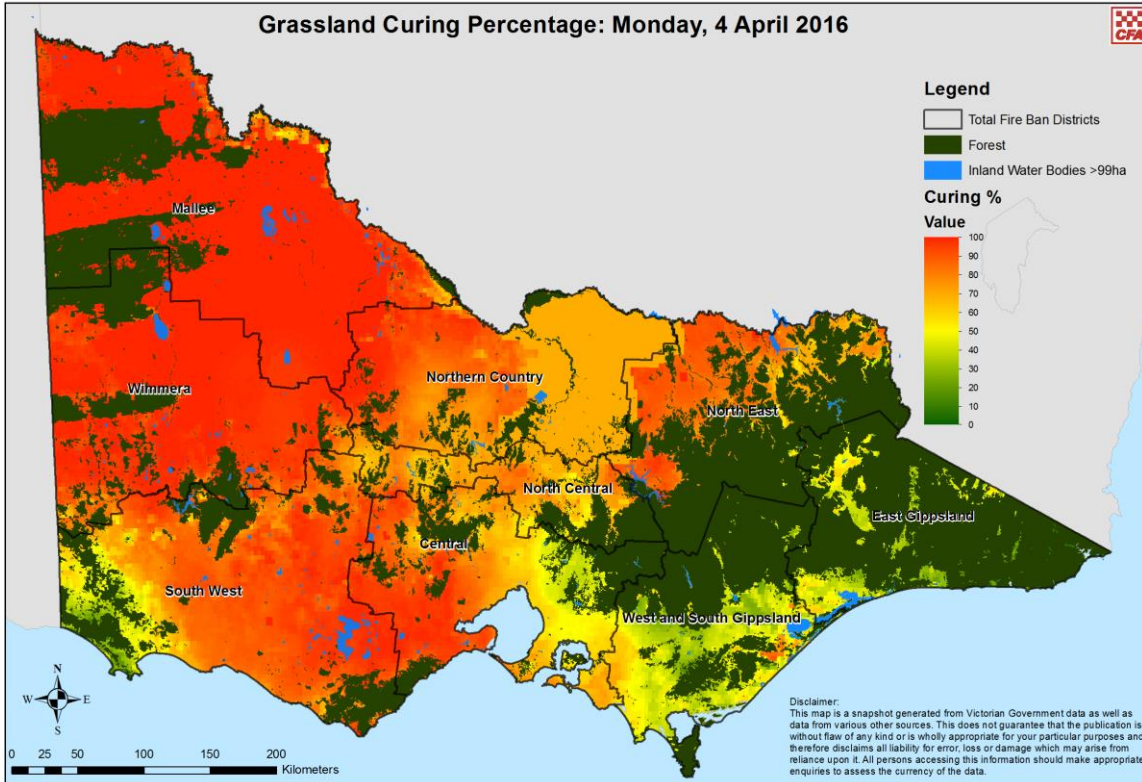 Grassland Curing Percentage: Monday, 4 April 2016
CFA
Legend
Total Fire Ban Districts
Forest
Inland Water Bodies >99ha
Curing %
Value
100
90
80
70
60
50
40
30
20
10
0
Mallee
Wimmera
Northern Country
North East
North Central
East Gippsland
Central
South West
West and South Gippsland
N
W E
S
0 25 50 100 150 200
Kilometers
Disclaimer:
This map is a snapshot generated from Victorian Government data as well as
data from various other sources. This does not guarantee that the publication is
without flaw of any kind or is wholly appropriate for your particular purposes and
therefore disclaims all liability for error, loss or damage which may arise from
reliance upon it. All persons accessing this information should make appropriate
enquiries to assess the currency of the data.